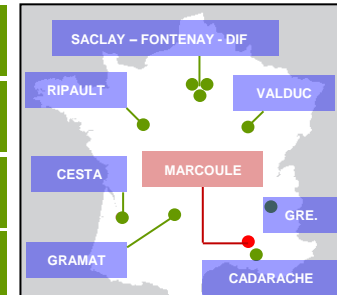 SACLAY – FONTENAY - DIF
RIPAULT
VALDUC
CESTA
MARCOULE
GRE.
GRAMAT
CADARACHE